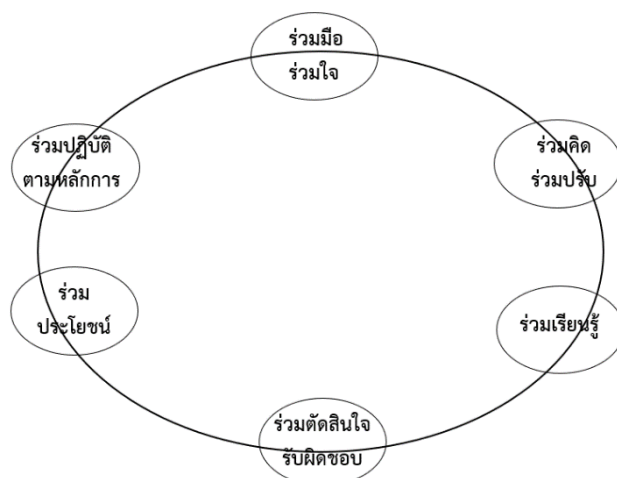 ร่วมมือ
ร่วมใจ
ร่วมคิด
ร่วมปรับ
ร่วมเรียนรู้
ร่วมตัดสินใจ
รับผิดชอบ
ร่วม
ประโยชน์
ร่วมปฏิบัติ
ตามหลักการ